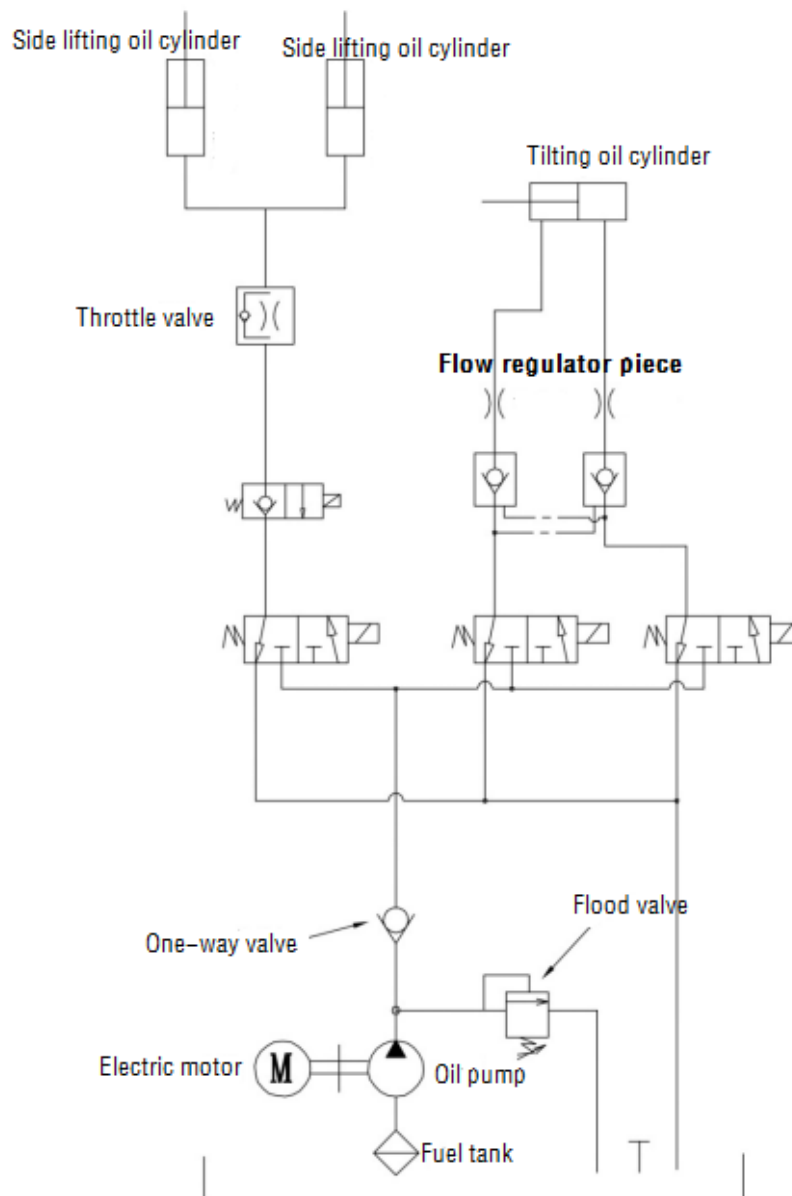 Side lifting oil cylinder
Side lifting oil cylinder
Tilting oil cylinder
Throttle valve
Flow regulator piece
Flood valve
One-way valve
Electric motor
M
Oil pump
Fuel tank